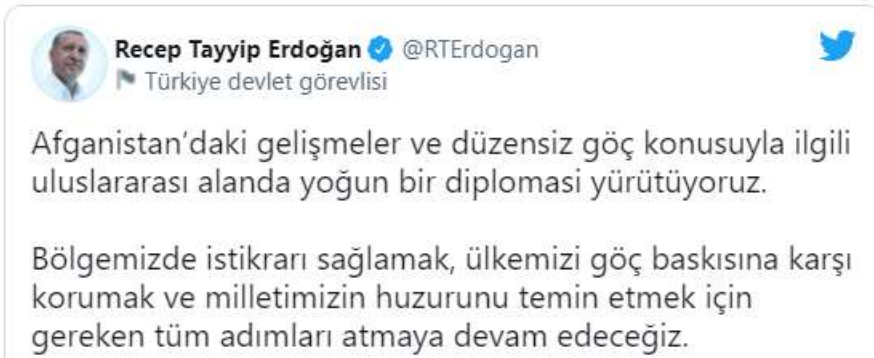 Recep Tayyip Erdoğan @RTErdogan
Türkiye devlet görevlisi
Afganistan'daki gelişmeler ve düzensiz göç konusuyla ilgili
uluslararası alanda yoğun bir diplomasi yürütüyoruz.
Bölgemizde istikrarı sağlamak, ülkemizi göç baskısına karşı
korumak ve milletimizin huzurunu temin etmek için
gereken tüm adımları atmaya devam edeceğiz.